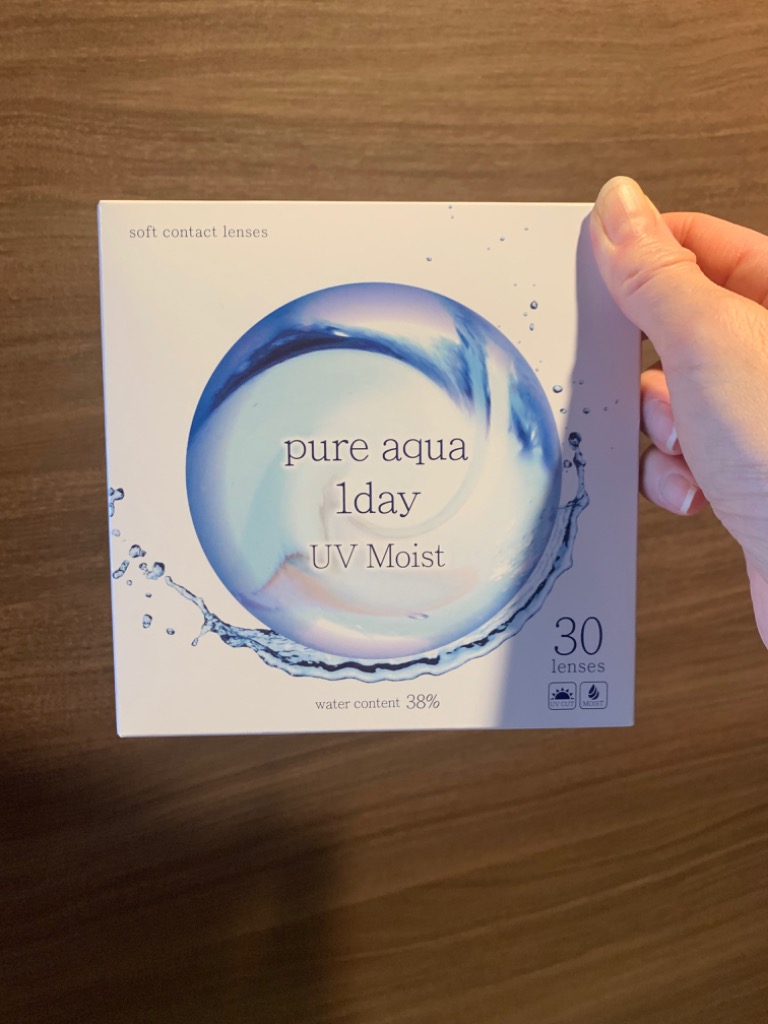 soft contact lenses
pure aqua
1day
UV Moist
30
lenses
UV CUT MOIST
water content 38%